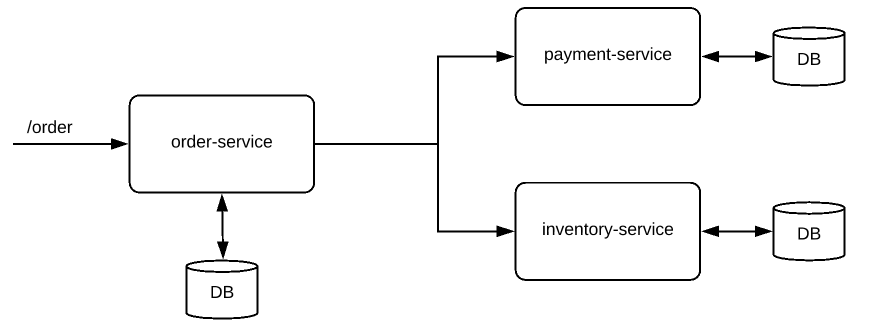 /order
order-service
DB
payment-service
DB
inventory-service
DB